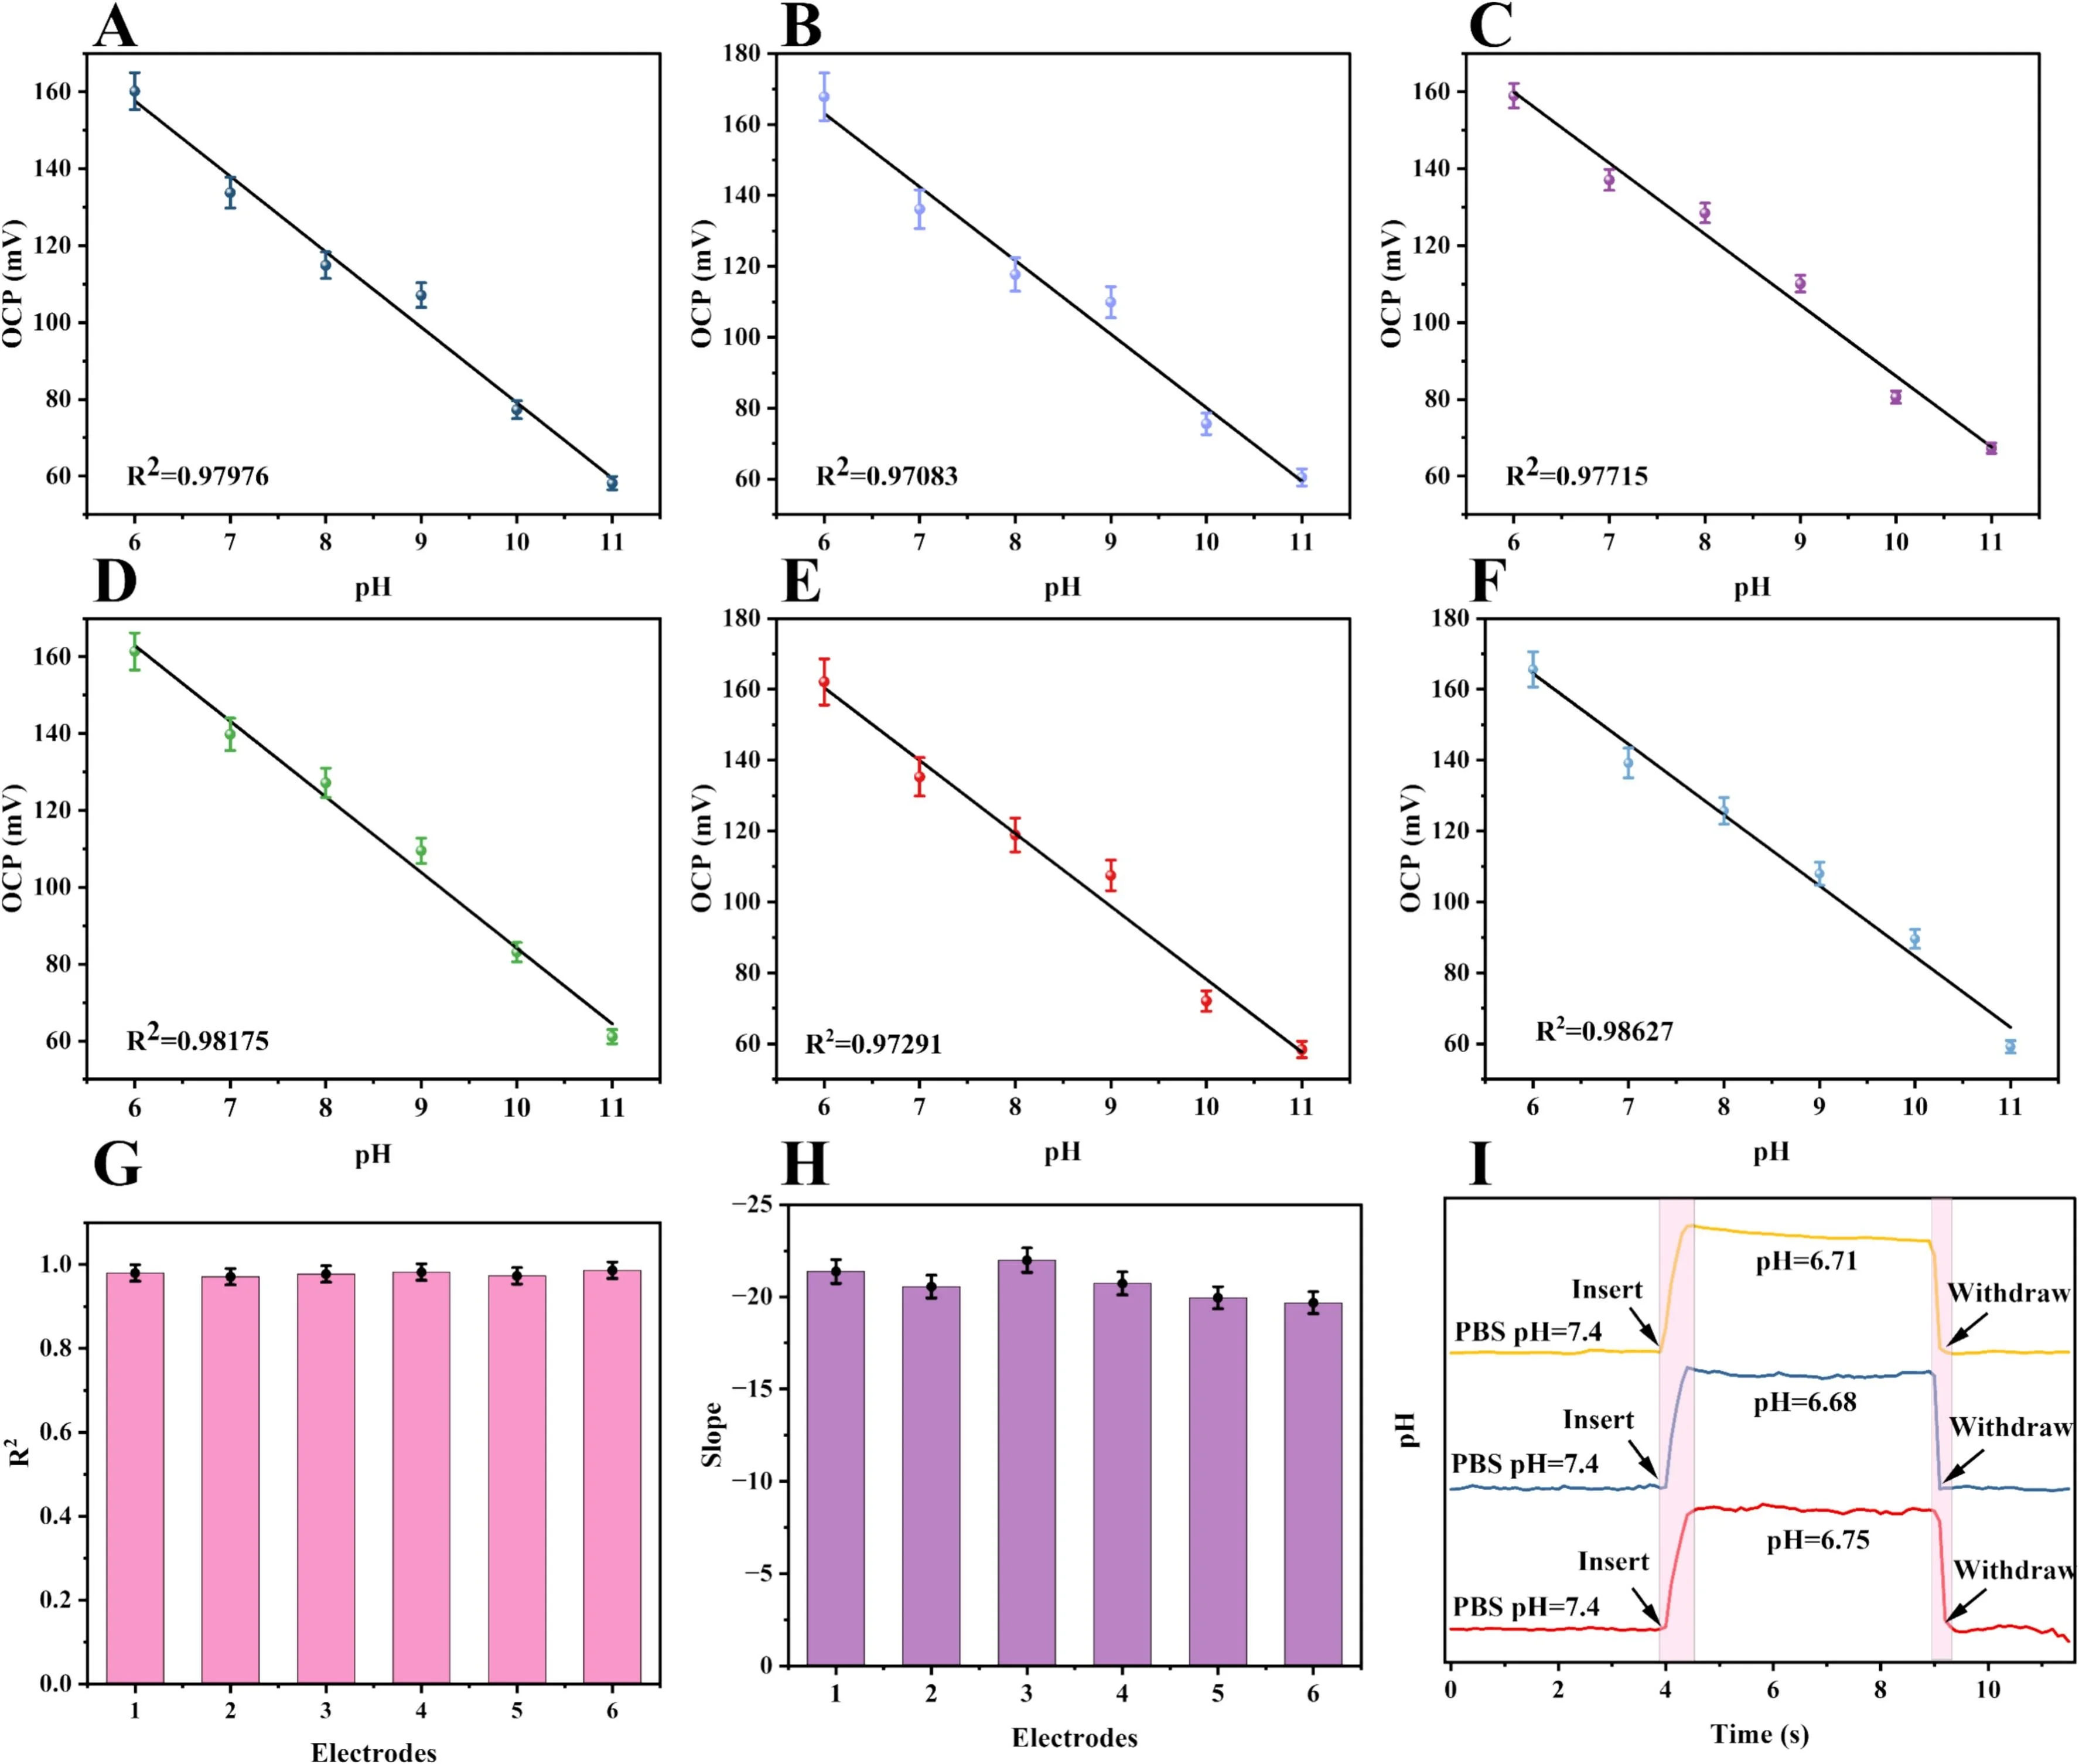 A
B
C
160
140
120
100
80
60
OCP (mV)
R2=0.97976
6 7 8 9 10 11
pH
180
160
140
120
100
80
60
OCP (mV)
R2=0.97083
6 7 8 9 10 11
pH
160
140
120
100
80
60
OCP (mV)
R2=0.97715
6 7 8 9 10 11
pH
D
E
F
160
140
120
100
80
60
OCP (mV)
R2=0.98175
6 7 8 9 10 11
pH
180
160
140
120
100
80
60
OCP (mV)
R2=0.97291
6 7 8 9 10 11
pH
180
160
140
120
100
80
60
OCP (mV)
R2=0.98627
6 7 8 9 10 11
pH
G
H
I
1.0
0.8
0.6
0.4
0.2
0.0
R2
1 2 3 4 5 6
Electrodes
−25
−20
−15
−10
−5
0
Slope
1 2 3 4 5 6
Electrodes
pH
pH=6.71
Insert
Withdraw
PBS pH=7.4
pH=6.68
Insert
Withdraw
PBS pH=7.4
pH=6.75
Insert
Withdraw
PBS pH=7.4
0 2 4 6 8 10
Time (s)